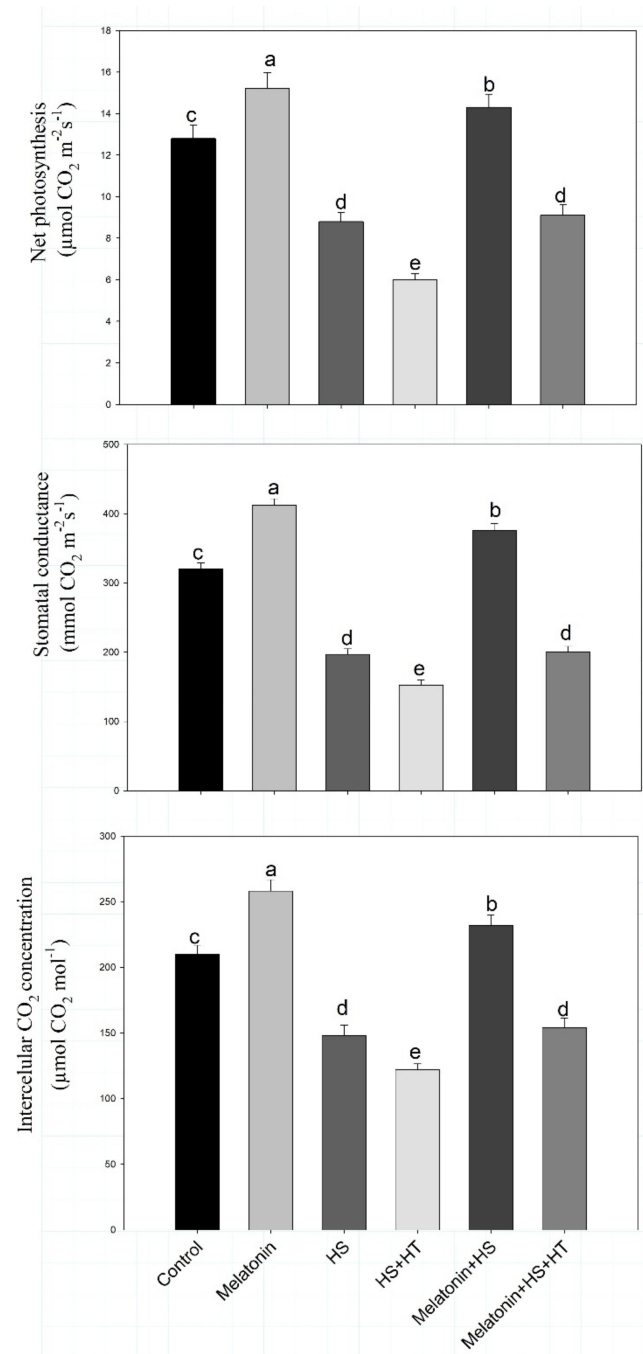 Net photosynthesis
(µmol CO2 m-2s-1)
18
16
14
12
10
8
6
4
2
0
c
a
d
e
b
d
Stomatal conductance
(mmol CO2 m-2s-1)
500
400
300
200
100
0
c
a
d
e
b
d
Intercelular CO2 concentration
(µmol CO2 mol-1)
300
250
200
150
100
50
0
c
a
d
e
b
d
Control
Melatonin
HS
HS+HT
Melatonin+HS
Melatonin+HS+HT